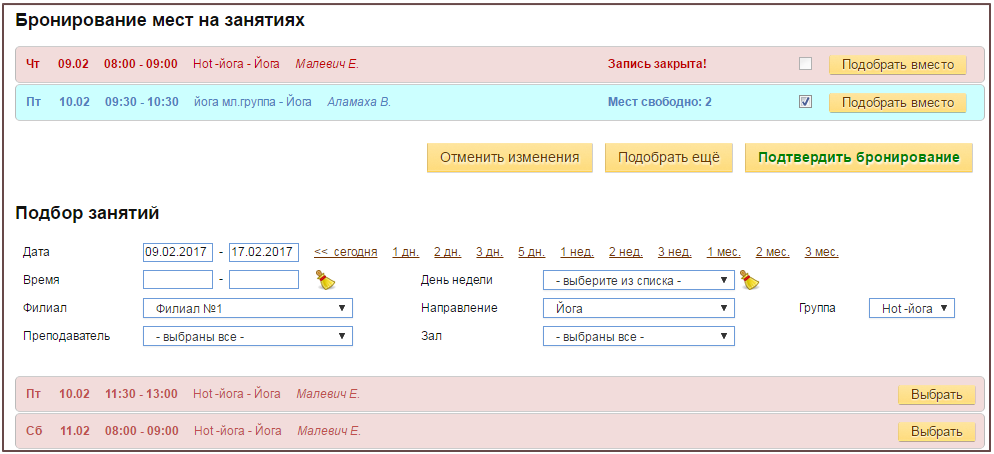 Бронирование мест на занятиях
Чт 09.02 08:00 - 09:00 Hot -йога - Йога Малевич Е. Запись закрыта! Подобрать вместо
Пт 10.02 09:30 - 10:30 йога мл.группа - Йога Аламаха В. Мест свободно: 2 Подобрать вместо
Отменить изменения Подобрать ещё Подтвердить бронирование
Подбор занятий
Дата 09.02.2017 - 17.02.2017 << сегодня 1 дн. 2 дн. 3 дн. 5 дн. 1 нед. 2 нед. 3 нед. 1 мес. 2 мес. 3 мес.
Время - День недели - выберите из списка -
Филиал Филиал №1 Направление Йога Группа Hot -йога
Преподаватель - выбраны все - Зал - выбраны все -
Пт 10.02 11:30 - 13:00 Hot -йога - Йога Малевич Е. Выбрать
Сб 11.02 08:00 - 09:00 Hot -йога - Йога Малевич Е. Выбрать